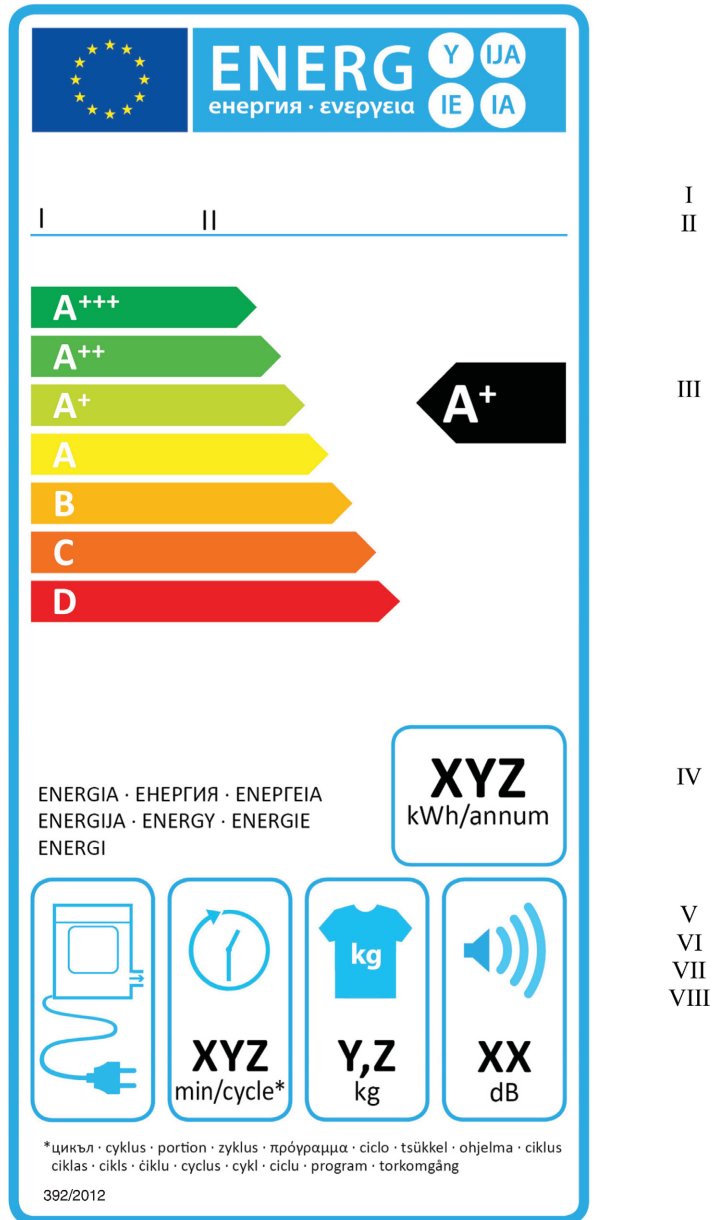 ENERG Y IJA
енергия · ενεργεια IE IA
I
I II
II
A+++
A++
A+ A+ III
A
B
C
D
XYZ IV
kWh/annum
ENERGIA · ЕНЕРГИЯ · ΕΝΕΡΓΕΙΑ
ENERGIJA · ENERGY · ENERGIE
ENERGI
V
VI
VII
VIII
kg
XYZ Y,Z XX
min/cycle* kg dB
*цикъл · cyklus · portion · zyklus · πρόγραμμα · ciclo · tsükkel · ohjelma · ciklus
ciklas · cikls · ċiklu · cyclus · cykl · ciclu · program · torkomgång
392/2012